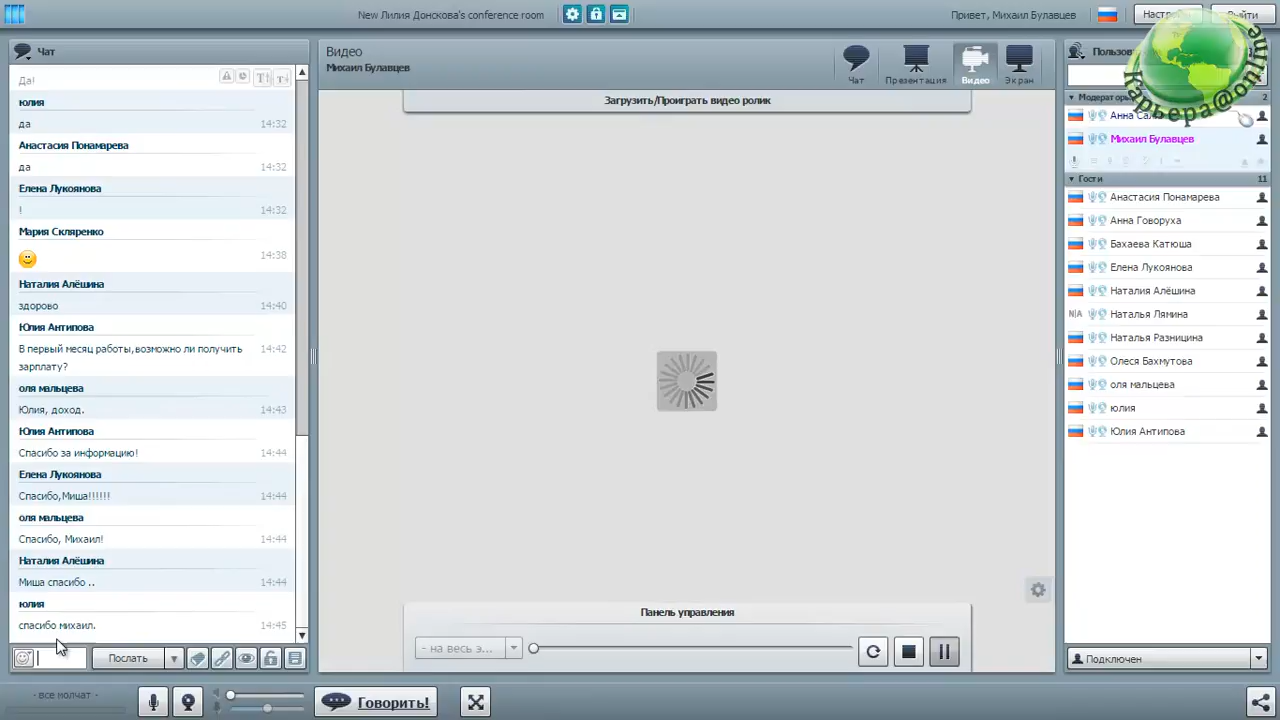 New Лилия Донскова's conference room
Привет, Михаил Булавцев
Чат
Да!
юлия
да 14:32
Анастасия Понамарева
да 14:32
Елена Лукоянова
! 14:32
Мария Скляренко
14:38
Наталия Алёшина
здорово 14:40
Юлия Антипова
В первый месяц работы,возможно ли получить 14:42
зарплату?
оля мальцева
Юлия, доход. 14:43
Юлия Антипова
Спасибо за информацию! 14:44
Елена Лукоянова
Спасибо,Миша!!!!!! 14:44
оля мальцева
Спасибо, Михаил! 14:44
Наталия Алёшина
Миша спасибо .. 14:44
юлия
спасибо михаил. 14:45
Послать
- все молчат -
Видео
Михаил Булавцев
Чат Презентация Видео Экран
Загрузить/Проиграть видео ролик
Панель управления
- на весь э...
Говорить!
карьера@online
Модераторы 2
Анна
Михаил Булавцев
Гости 11
Анастасия Понамарева
Анна Говоруха
Бахаева Катюша
Елена Лукоянова
Наталия Алёшина
N|A Наталья Лямина
Наталья Разницина
Олеся Бахмутова
оля мальцева
юлия
Юлия Антипова
Подключен